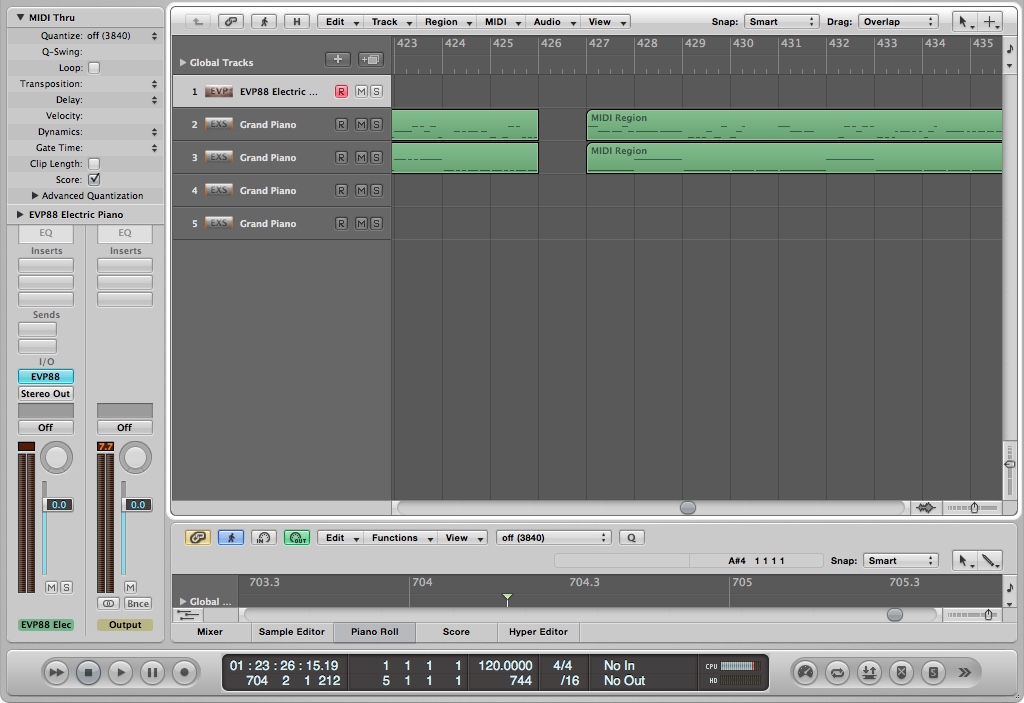 MIDI Thru
Quantize: off (3840)
Q-Swing:
Loop:
Transposition:
Delay:
Velocity:
Dynamics:
Gate Time:
Clip Length:
Score:
Advanced Quantization
EVP88 Electric Piano
EQ EQ
Inserts Inserts
Sends
I/O
EVP88
Stereo Out
Off Off
7.7
0.0 0.0
M S M
Bnce
EVP88 Elec Output
H Edit Track Region MIDI Audio View Snap: Smart Drag: Overlap
Global Tracks
423 424 425 426 427 428 429 430 431 432 433 434 435
1 EVP EVP88 Electric ... R M S
2 EXS Grand Piano R M S
MIDI Region
3 EXS Grand Piano R M S
MIDI Region
4 EXS Grand Piano R M S
5 EXS Grand Piano R M S
IN OUT Edit Functions View off (3840) Q
A#4 1 1 1 1 Snap: Smart
703.3 704 704.3 705 705.3
Global ...
Mixer Sample Editor Piano Roll Score Hyper Editor
01 : 23 : 26 : 15.19 1 1 1 1 120.0000 4/4 No In CPU
704 2 1 212 5 1 1 1 744 /16 No Out HD
S